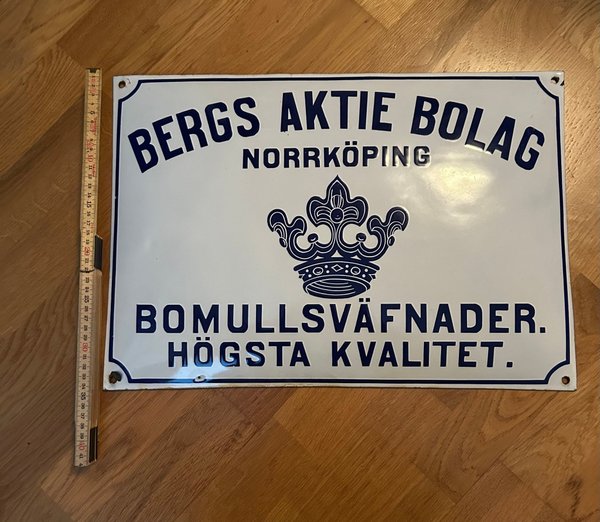 BERGS AKTIE BOLAG
NORRKÖPING
BOMULLSVÄFNADER.
HÖGSTA KVALITET.